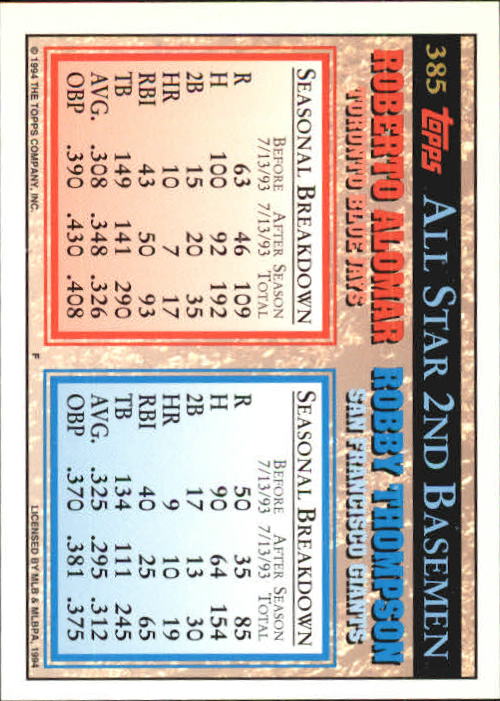 385 topps ALL STAR 2ND BASEMEN
ROBERTO ALOMAR
TORONTO BLUE JAYS
SEASONAL BREAKDOWN
BEFORE AFTER SEASON
7/13/93 7/13/93 TOTAL
R 63 46 109
H 100 92 192
2B 15 20 35
HR 10 7 17
RBI 43 50 93
TB 149 141 290
AVG. .308 .348 .326
OBP .390 .430 .408
ROBBY THOMPSON
SAN FRANCISCO GIANTS
SEASONAL BREAKDOWN
BEFORE AFTER SEASON
7/13/93 7/13/93 TOTAL
R 50 35 85
H 90 64 154
2B 17 13 30
HR 9 10 19
RBI 40 25 65
TB 134 111 245
AVG. .325 .295 .312
OBP .370 .381 .375
© 1994 THE TOPPS COMPANY, INC.
F
LICENSED BY MLB & MLBPA, 1994